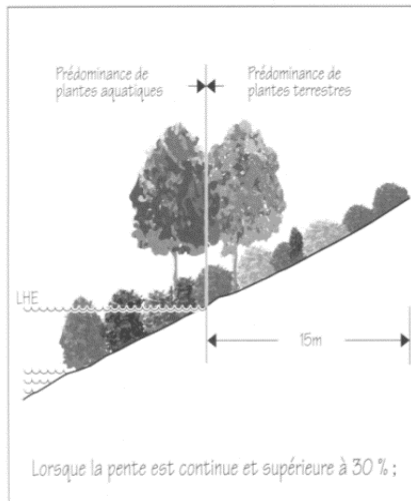 Prédominance de
plantes aquatiques
Prédominance de
plantes terrestres
LHE
15m
Lorsque la pente est continue et supérieure à 30 % ;